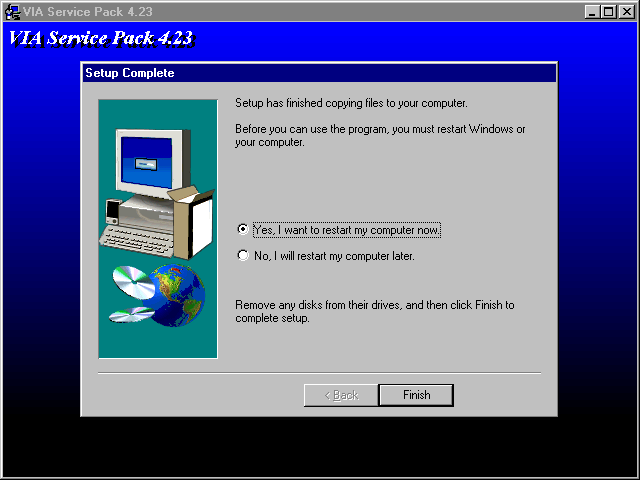 VIA Service Pack 4.23
VIA Service Pack 4.23
Setup Complete
Setup has finished copying files to your computer.
Before you can use the program, you must restart Windows or
your computer.
Yes, I want to restart my computer now.
No, I will restart my computer later.
Remove any disks from their drives, and then click Finish to
complete setup.
< Back
Finish